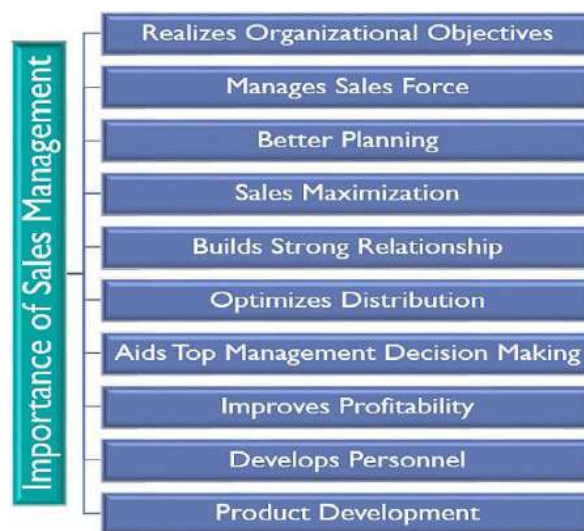 Importance of Sales Management
Realizes Organizational Objectives
Manages Sales Force
Better Planning
Sales Maximization
Builds Strong Relationship
Optimizes Distribution
Aids Top Management Decision Making
Improves Profitability
Develops Personnel
Product Development